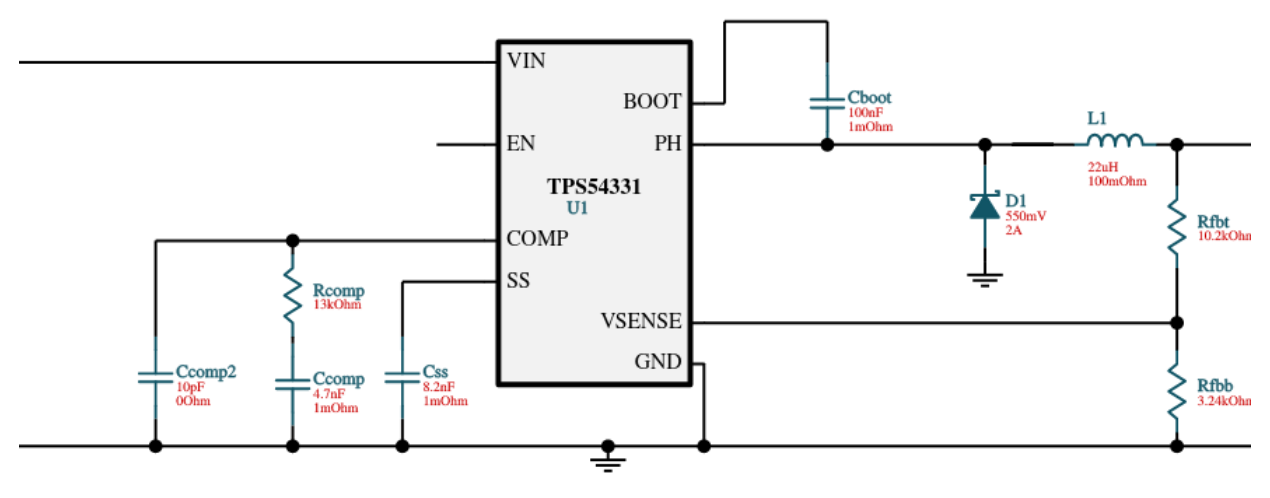 VIN
BOOT
Cboot
100nF
1mOhm
L1
EN
PH
22uH
100mOhm
TPS54331
U1
D1
550mV
2A
Rfbt
10.2kOhm
COMP
SS
Rcomp
13kOhm
VSENSE
GND
Ccomp2
10pF
0Ohm
Ccomp
4.7nF
1mOhm
Css
8.2nF
1mOhm
Rfbb
3.24kOhm